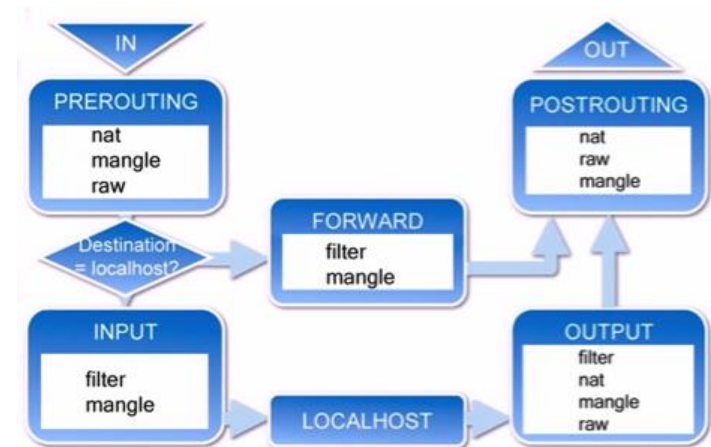 IN
PREROUTING
nat
mangle
raw
Destination
= localhost?
FORWARD
filter
mangle
INPUT
filter
mangle
LOCALHOST
OUTPUT
filter
nat
mangle
raw
POSTROUTING
nat
raw
mangle
OUT